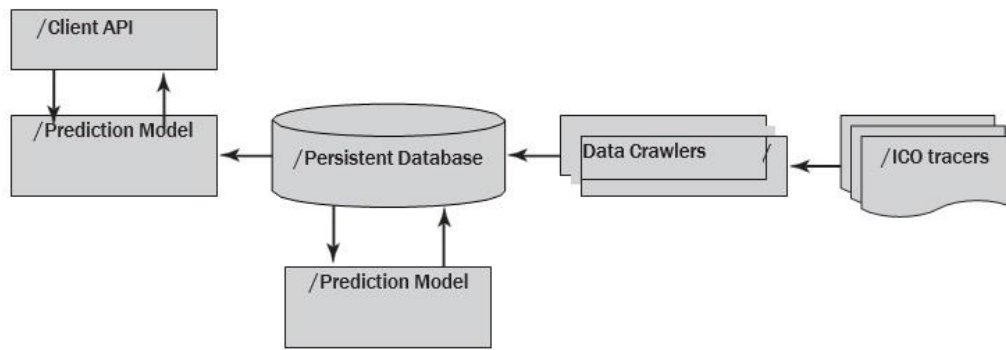 /Client API
/Prediction Model
/Persistent Database
Data Crawlers /
/ICO tracers
/Prediction Model